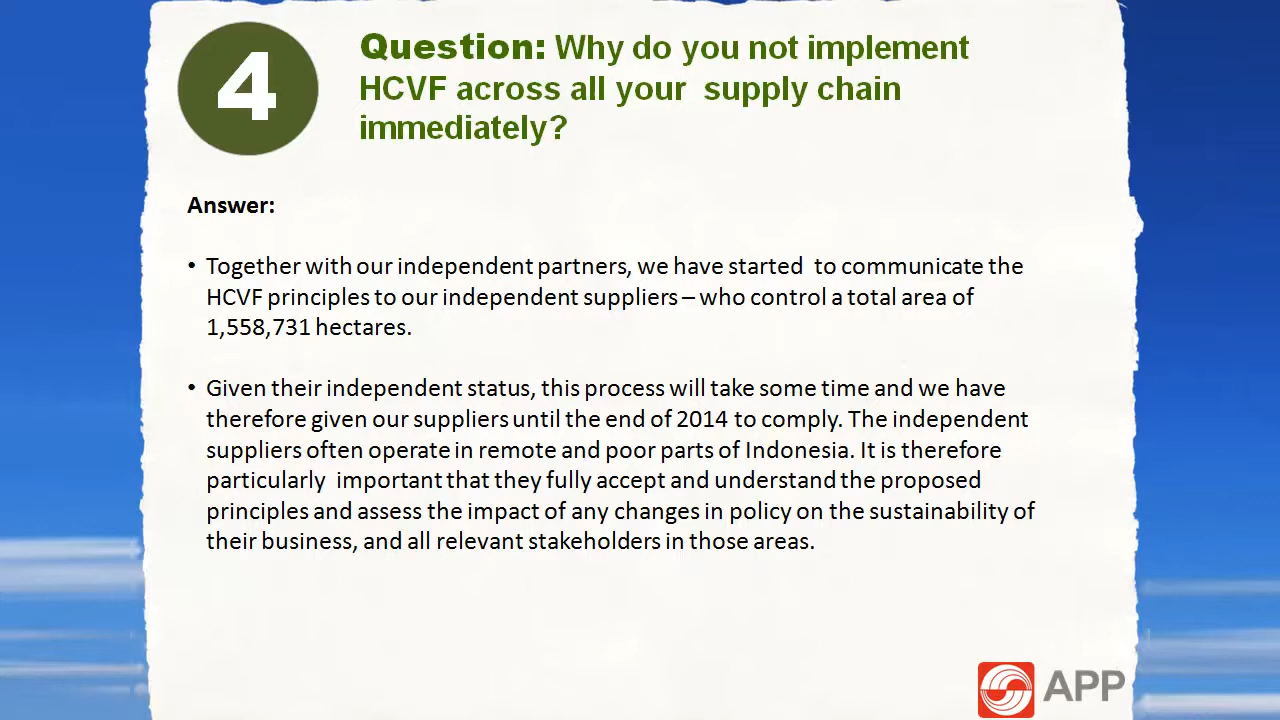 4
Question: Why do you not implement
HCVF across all your supply chain
immediately?
Answer:
• Together with our independent partners, we have started to communicate the
HCVF principles to our independent suppliers – who control a total area of
1,558,731 hectares.
• Given their independent status, this process will take some time and we have
therefore given our suppliers until the end of 2014 to comply. The independent
suppliers often operate in remote and poor parts of Indonesia. It is therefore
particularly important that they fully accept and understand the proposed
principles and assess the impact of any changes in policy on the sustainability of
their business, and all relevant stakeholders in those areas.
APP